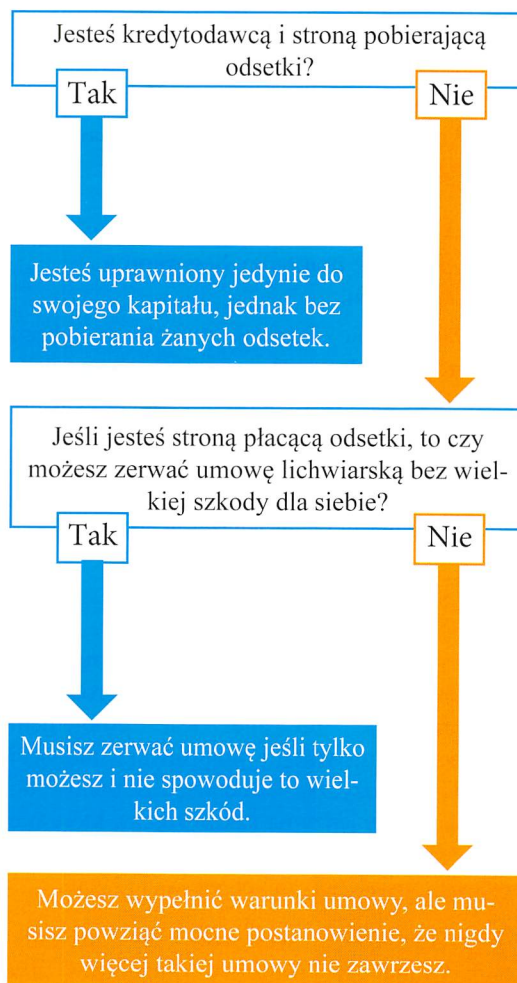 Jesteś kredytodawcą i stroną pobierającą
odsetki?
Tak
Nie
Jesteś uprawniony jedynie do
swojego kapitału, jednak bez
pobierania żanych odsetek.
Jeśli jesteś stroną płacącą odsetki, to czy
możesz zerwać umowę lichwiarską bez wiel-
kiej szkody dla siebie?
Tak
Nie
Musisz zerwać umowę jeśli tylko
możesz i nie spowoduje to wiel-
kich szkód.
Możesz wypełnić warunki umowy, ale mu-
sisz powziąć mocne postanowienie, że nigdy
więcej takiej umowy nie zawrzesz.